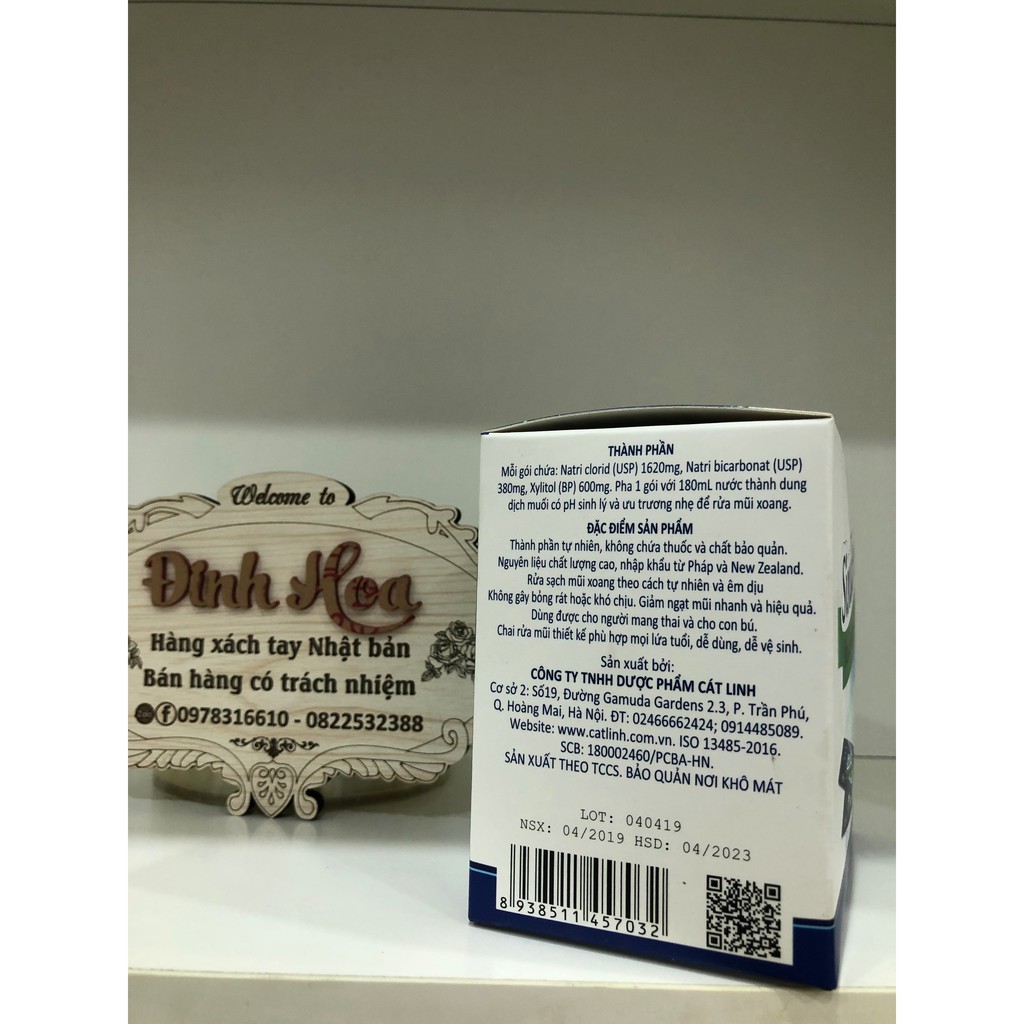 Welcome to
Đinh Hoa
Hàng xách tay Nhật bản
Bán hàng có trách nhiệm
0978316610 - 0822532388
THÀNH PHẦN
Mỗi gói chứa: Natri clorid (USP) 1620mg, Natri bicarbonat (USP)
380mg, Xylitol (BP) 600mg. Pha 1 gói với 180mL nước thành dung
dịch muối có pH sinh lý và ưu trương nhẹ để rửa mũi xoang.
ĐẶC ĐIỂM SẢN PHẨM
Thành phần tự nhiên, không chứa thuốc và chất bảo quản.
Nguyên liệu chất lượng cao, nhập khẩu từ Pháp và New Zealand.
Rửa sạch mũi xoang theo cách tự nhiên và êm dịu
Không gây bỏng rát hoặc khó chịu. Giảm ngạt mũi nhanh và hiệu quả.
Dùng được cho người mang thai và cho con bú.
Chai rửa mũi thiết kế phù hợp mọi lứa tuổi, dễ dùng, dễ vệ sinh.
Sản xuất bởi:
CÔNG TY TNHH DƯỢC PHẨM CÁT LINH
Cơ sở 2: Số19, Đường Gamuda Gardens 2.3, P. Trần Phú,
Q. Hoàng Mai, Hà Nội. ĐT: 02466662424; 0914485089.
Website: www.catlinh.com.vn. ISO 13485-2016.
SCB: 180002460/PCBA-HN.
SẢN XUẤT THEO TCCS. BẢO QUẢN NƠI KHÔ MÁT
LOT: 040419
NSX: 04/2019 HSD: 04/2023
8 938511 457032